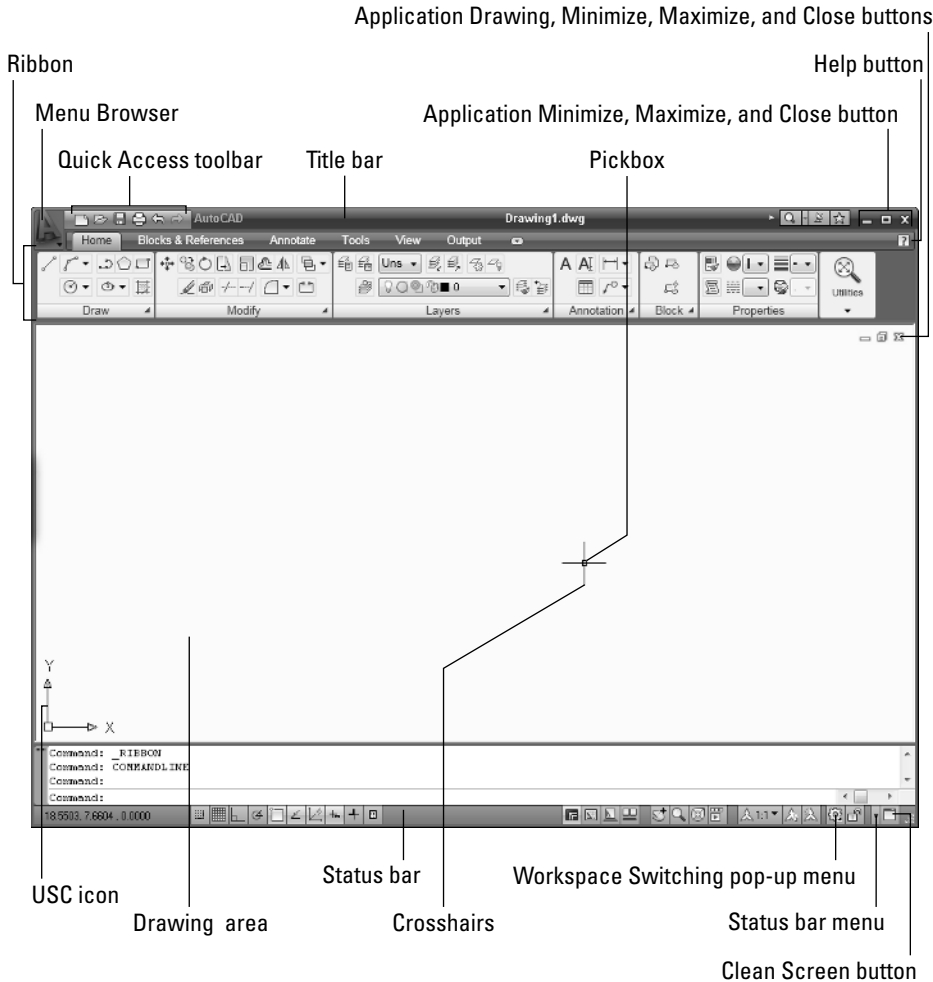 Application Drawing, Minimize, Maximize, and Close buttons
Ribbon
Help button
Menu Browser
Application Minimize, Maximize, and Close button
Quick Access toolbar
Title bar
Pickbox
AutoCAD
Drawing1.dwg
Home
Blocks & References
Annotate
Tools
View
Output
Uns
0
Utilities
Draw
Modify
Layers
Annotation
Block
Properties
Y
X
Command: _RIBBON
Command: COMMANDLINE
Command:
Command:
18.5503, 7.6604 , 0.0000
1:1
USC icon
Status bar
Workspace Switching pop-up menu
Drawing area
Crosshairs
Status bar menu
Clean Screen button